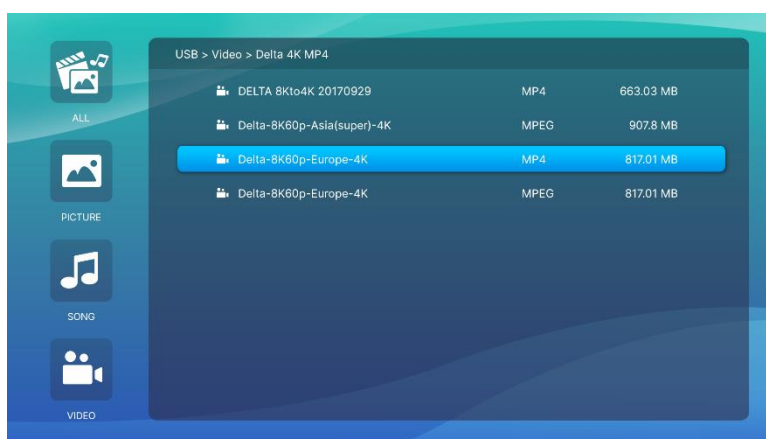 USB > Video > Delta 4K MP4
DELTA 8Kto4K 20170929 MP4 663.03 MB
Delta-8K60p-Asia(super)-4K MPEG 907.8 MB
Delta-8K60p-Europe-4K MP4 817.01 MB
Delta-8K60p-Europe-4K MPEG 817.01 MB
ALL
PICTURE
SONG
VIDEO